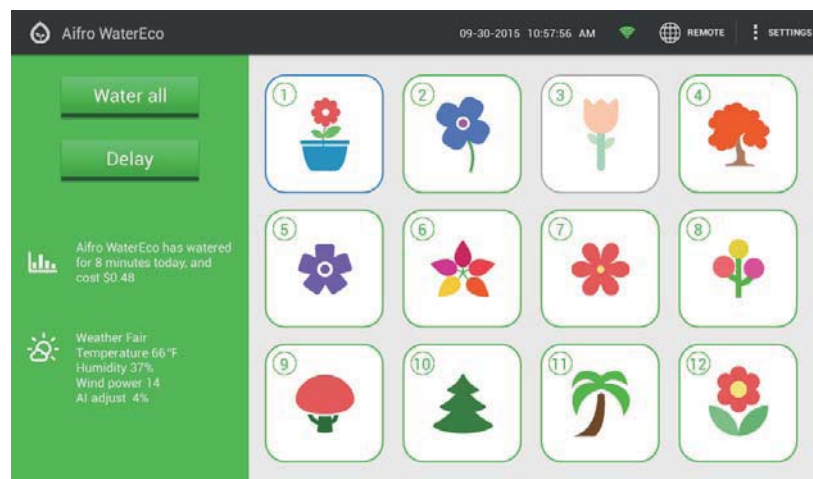 Aifro WaterEco
09-30-2015 10:57:56 AM
REMOTE
SETTINGS
Water all
Delay
Aifro WaterEco has watered
for 8 minutes today, and
cost $0.48
Weather Fair
Temperature 66°F
Humidity 37%
Wind power 14
AI adjust 4%
1
2
3
4
5
6
7
8
9
10
11
12